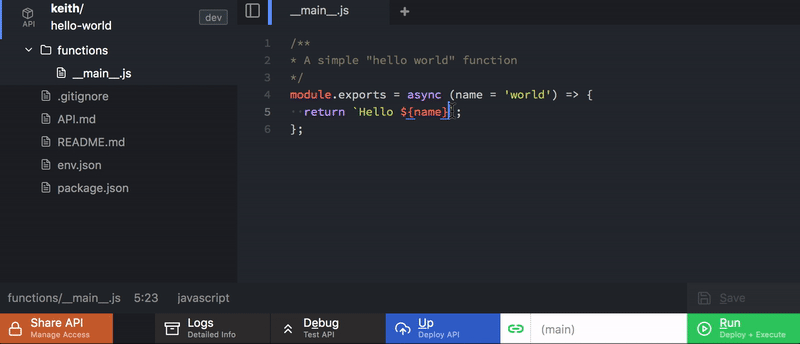 keith/
hello-world
API
dev
functions
__main__.js
.gitignore
API.md
README.md
env.json
package.json
__main__.js
+
1 /**
2 * A simple "hello world" function
3 */
4 module.exports = async (name = 'world') => {
5 return `Hello ${name}`;
6 };
functions/__main__.js 5:23 javascript
Save
Share API
Manage Access
Logs
Detailed Info
Debug
Test API
Up
Deploy API
(main)
Run
Deploy + Execute